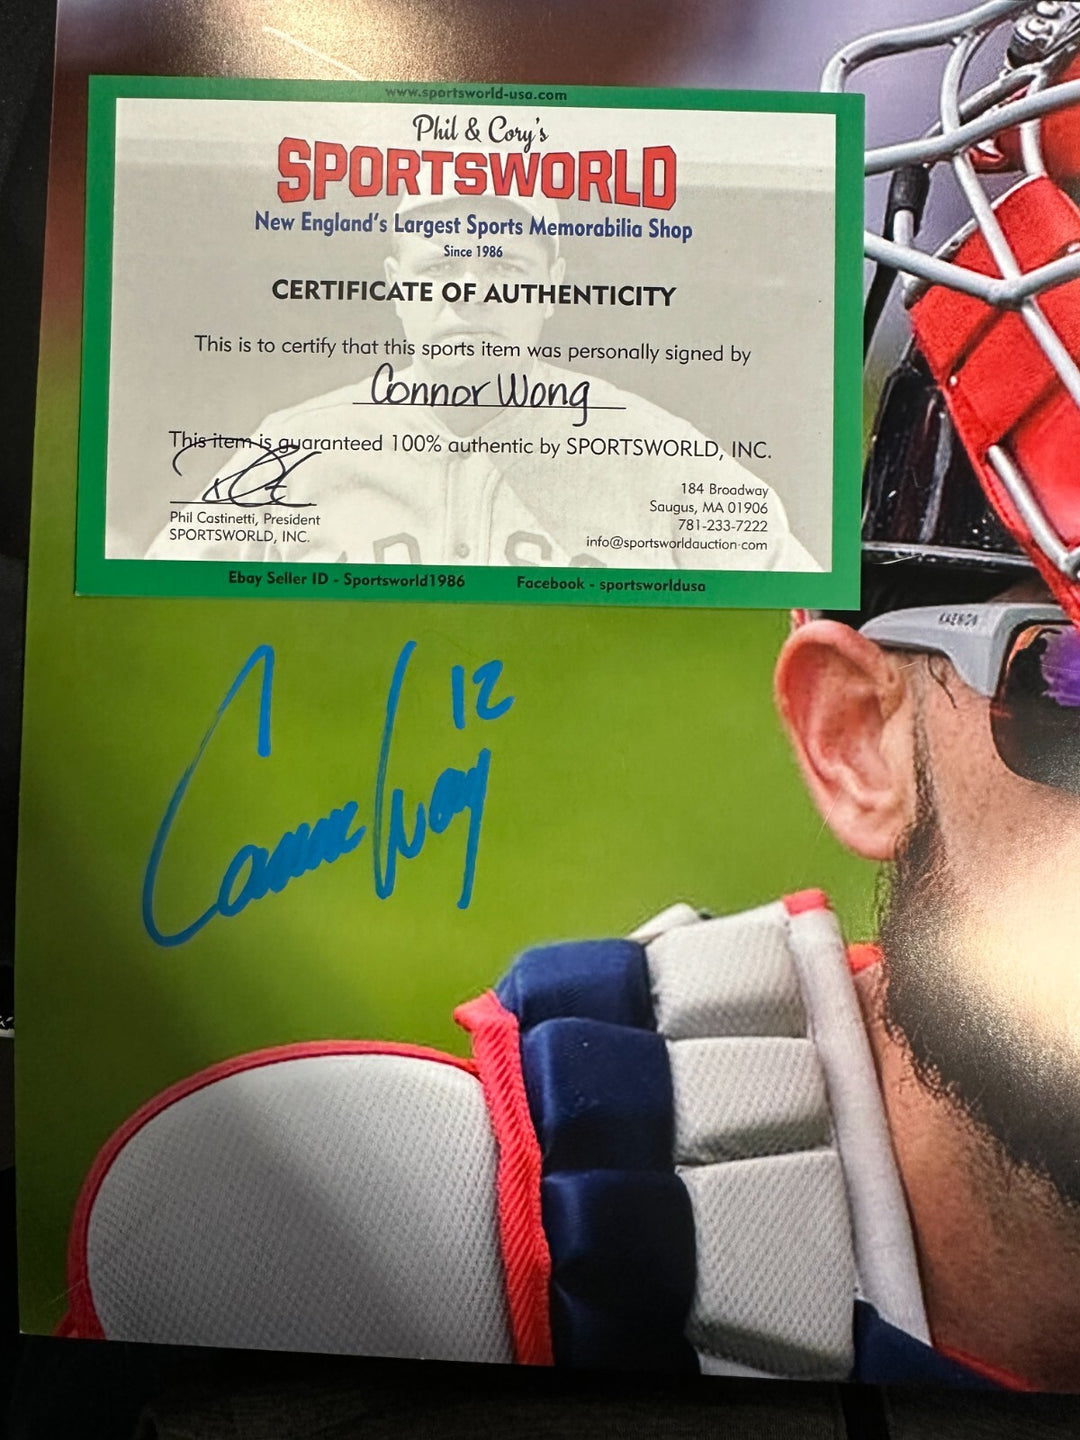 www.sportsworld-usa.com
Phil & Cory's
SPORTSWORLD
New England's Largest Sports Memorabilia Shop
Since 1986
CERTIFICATE OF AUTHENTICITY
This is to certify that this sports item was personally signed by
Connor Wong
This item is guaranteed 100% authentic by SPORTSWORLD, INC.
184 Broadway
Saugus, MA 01906
781-233-7222
info@sportsworldauction.com
Phil Castinetti, President
SPORTSWORLD, INC.
Ebay Seller ID - Sportsworld1986
Facebook - sportsworldusa
KAENON
12
Connor Wong